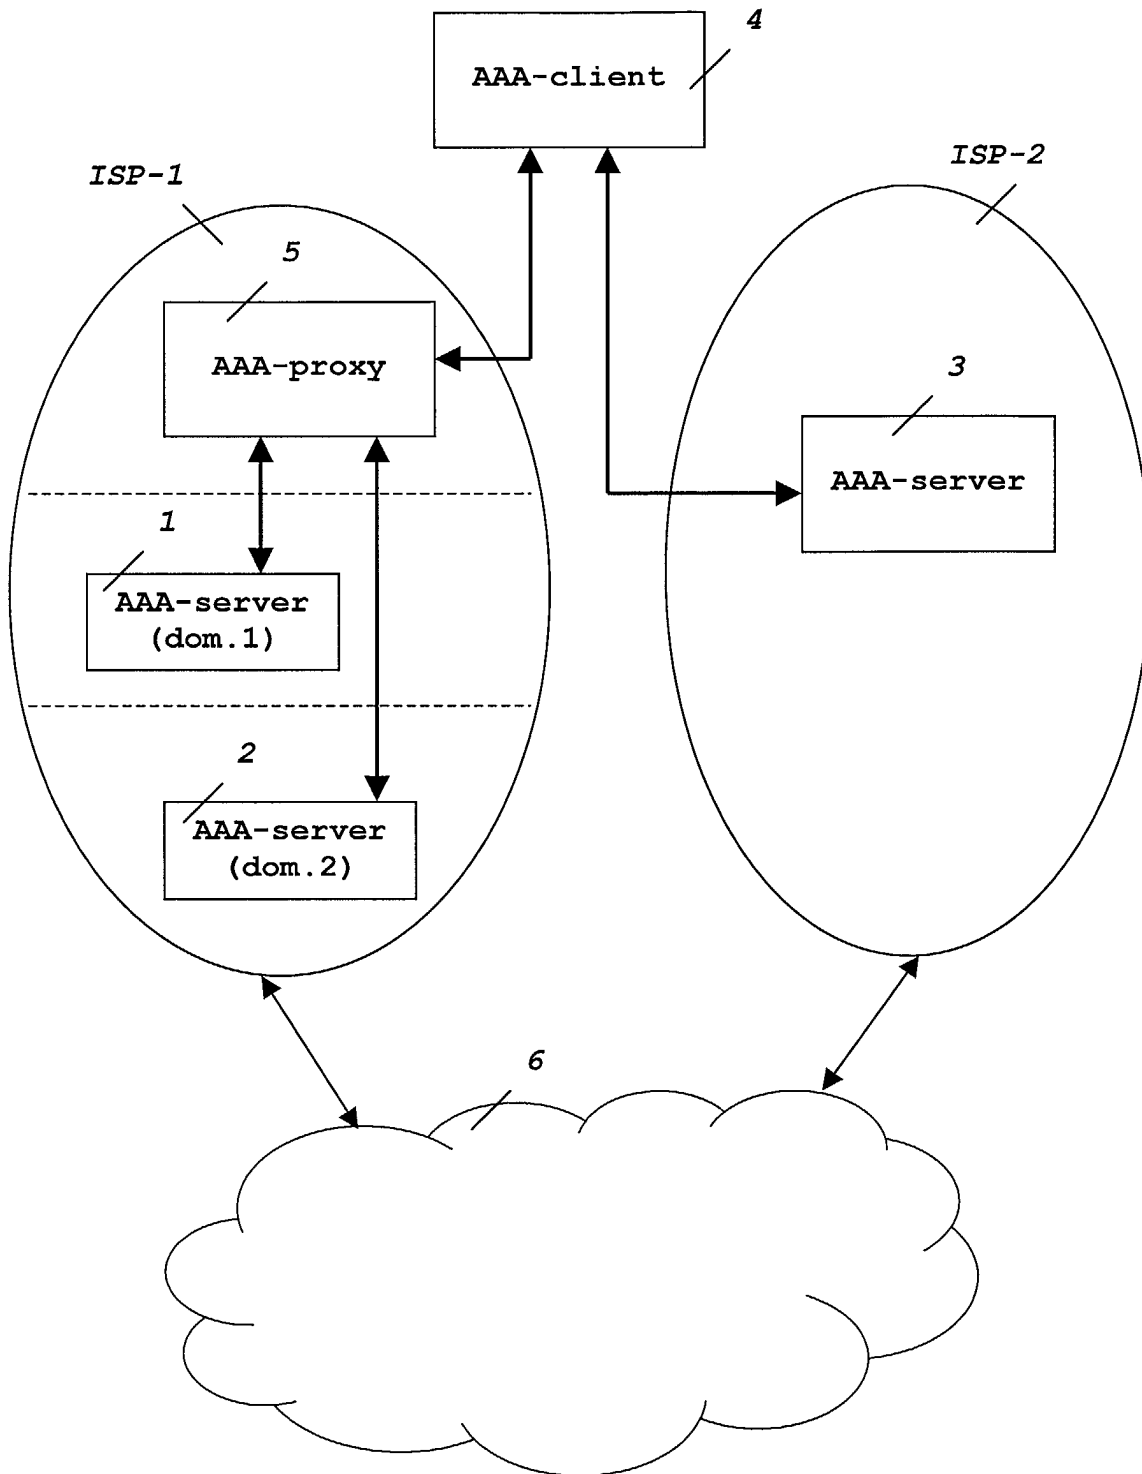 4
AAA-client
ISP-1
ISP-2
5
AAA-proxy
3
AAA-server
1
AAA-server
(dom.1)
2
AAA-server
(dom.2)
6